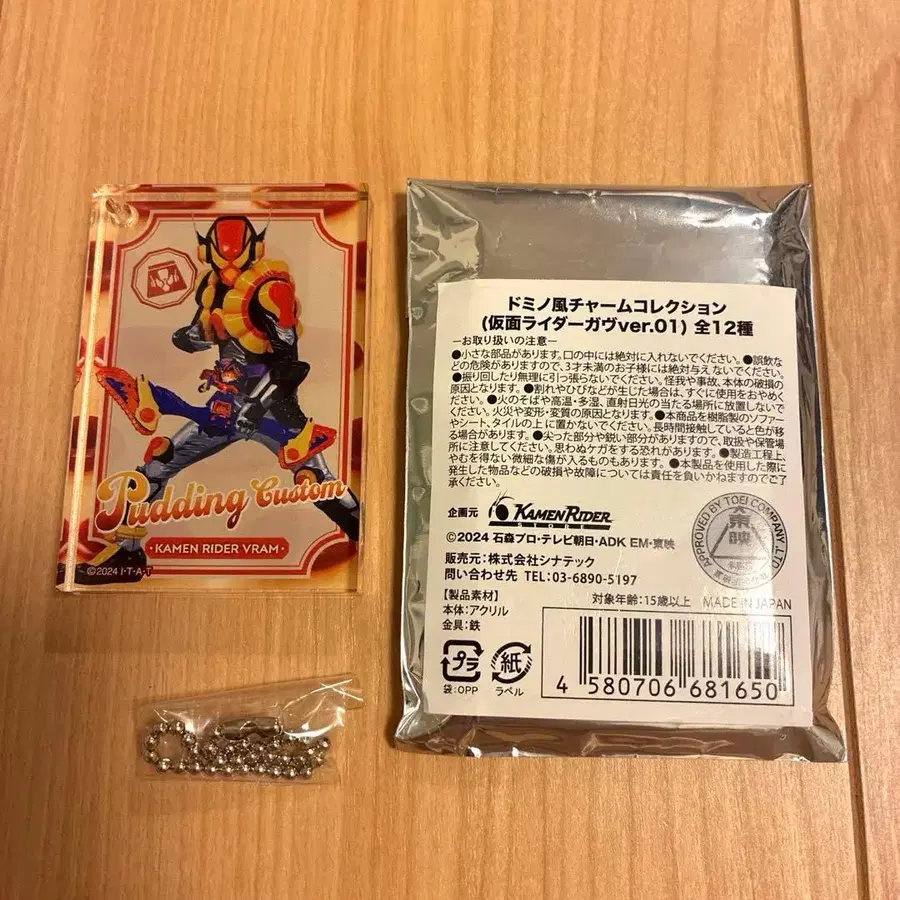 Pudding Custom
・KAMEN RIDER VRAM・
©2024 I・T・A・T
ドミノ風チャームコレクション
(仮面ライダーガヴver.01) 全12種
ーお取り扱いの注意ー
●小さな部品があります。口の中には絶対に入れないでください。●誤飲な
どの危険がありますので、3才未満のお子様には絶対与えないでください。
●振り回したり無理に引っ張らないでください。怪我や事故、本体の破損の
原因となります。●割れやひびなどが生じた場合は、すぐに使用をおやめく
ださい。●火のそばや高温・多湿、直射日光の当たる場所に放置しないで
ください。火災や変形・変質の原因となります。●本商品を樹脂製のソファー
やシート、タイルの上に置かないでください。長時間接触していると色が移
る場合があります。●尖った部分や鋭い部分がありますので、取扱や保管場
所に注意してください。思わぬケガをする恐れがあります。●製造工程上、
やむを得ない微細な傷が入るものもあります。●本製品を使用した際に
発生した物品などの破損や故障については責任を負いかねますのでご了
承ください。
企画元 KAMEN RIDER
STORE
©2024 石森プロ・テレビ朝日・ADK EM・東映
販売元：株式会社シナテック
問い合わせ先 TEL:03-6890-5197
APPROVED BY TOEI COMPANY,LTD
東映
【製品素材】
本体：アクリル
金具：鉄
対象年齢：15歳以上 MADE IN JAPAN
プラ
袋：OPP
紙
ラベル
4 580706 681650